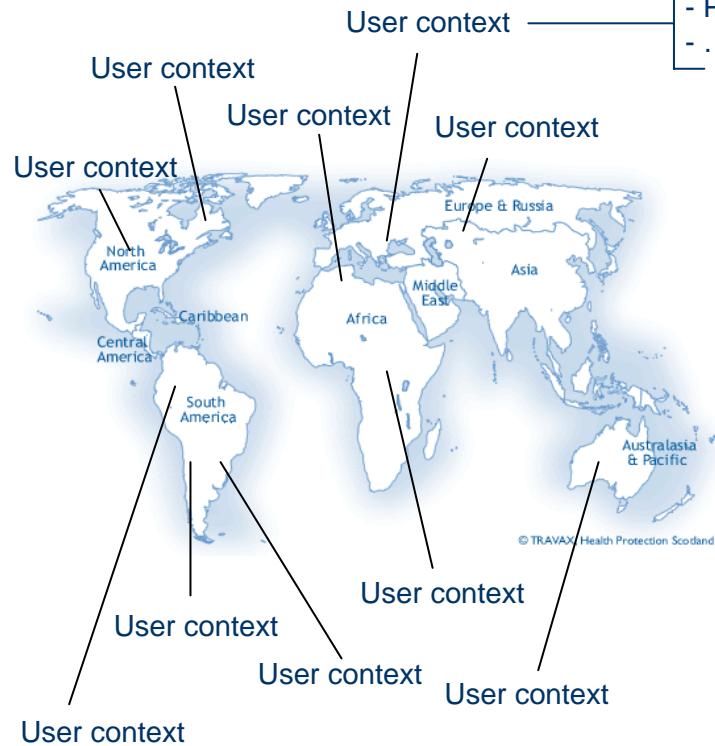 User context
- .
User context
User context
User context
User context
Europe & Russia
North
America
Asia
Middle
East
Caribbean
Africa
Central
America
South
America
Australasia
& Pacific
© TRAVAX, Health Protection Scotland
User context
User context
User context
User context
User context